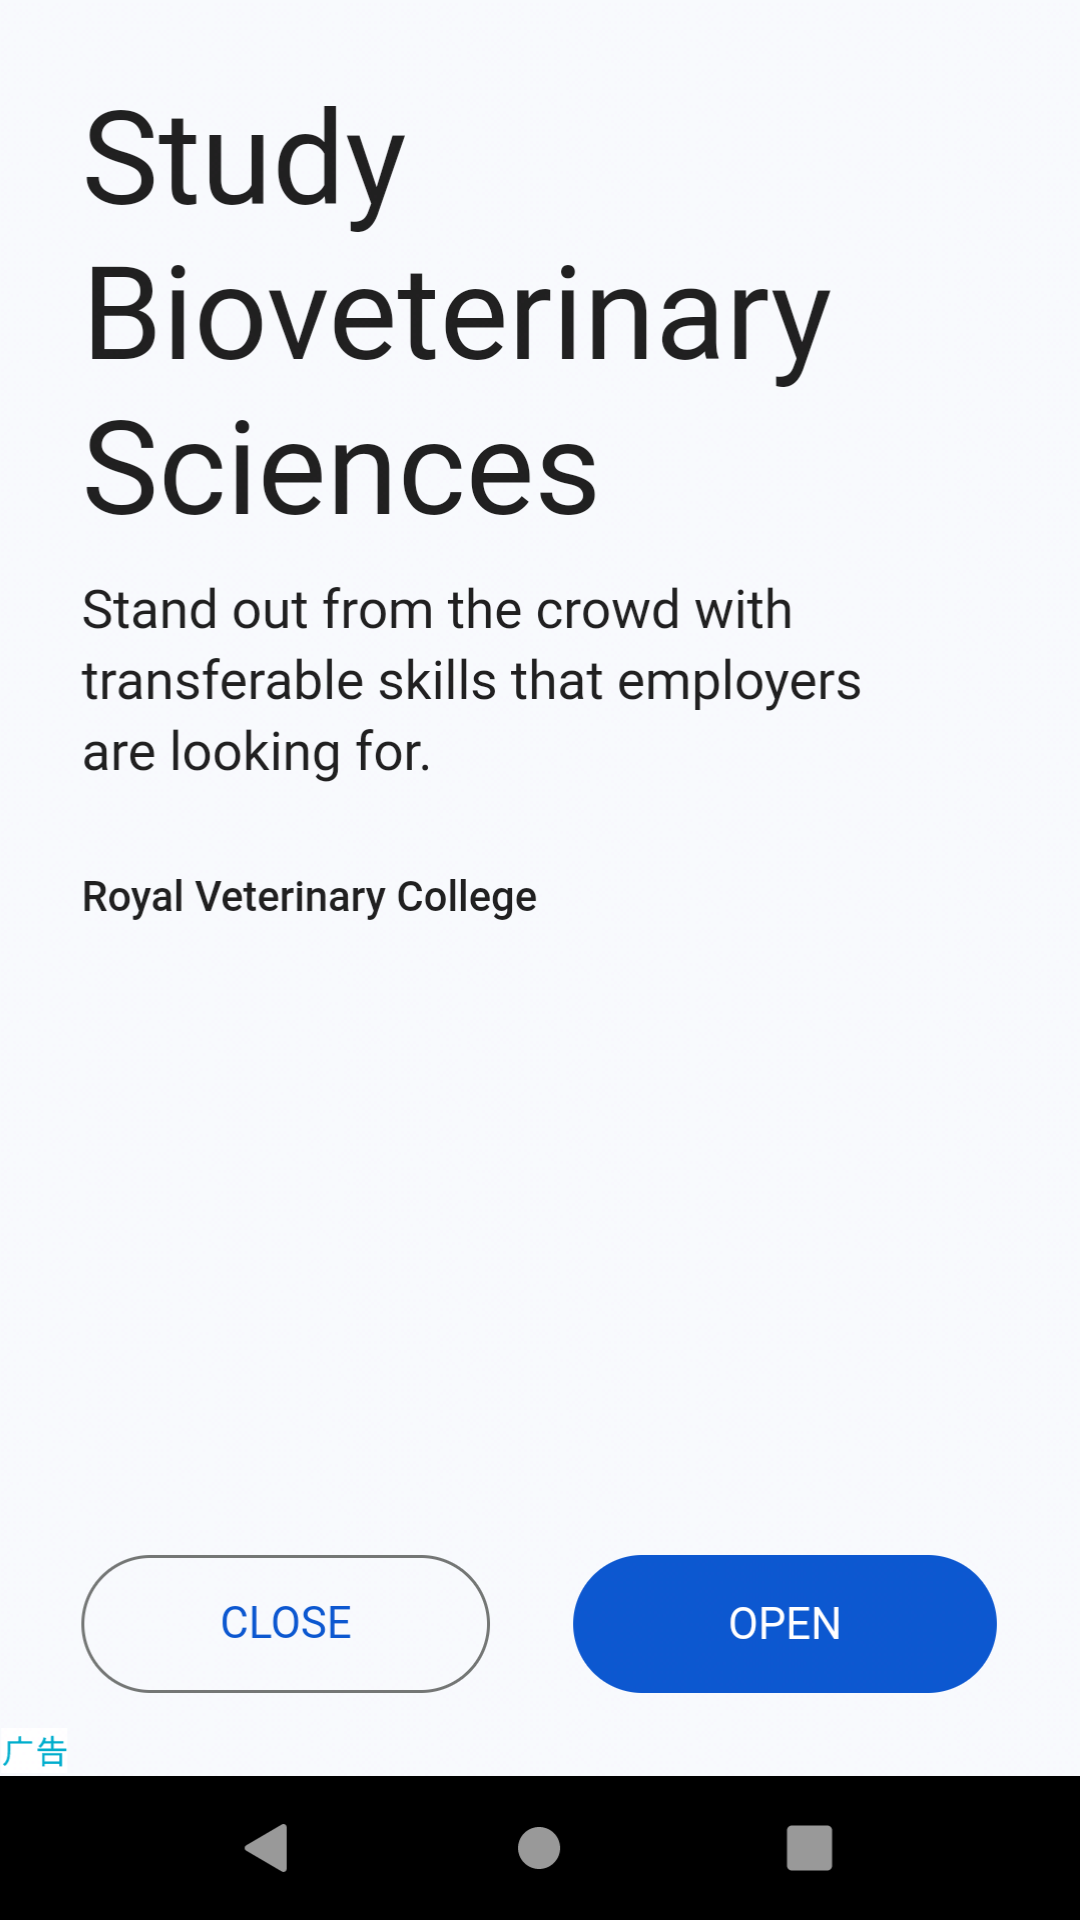 Study
Bioveterinary
Sciences
Stand out from the crowd with
transferable skills that employers
are looking for.
Royal Veterinary College
CLOSE
OPEN
广告